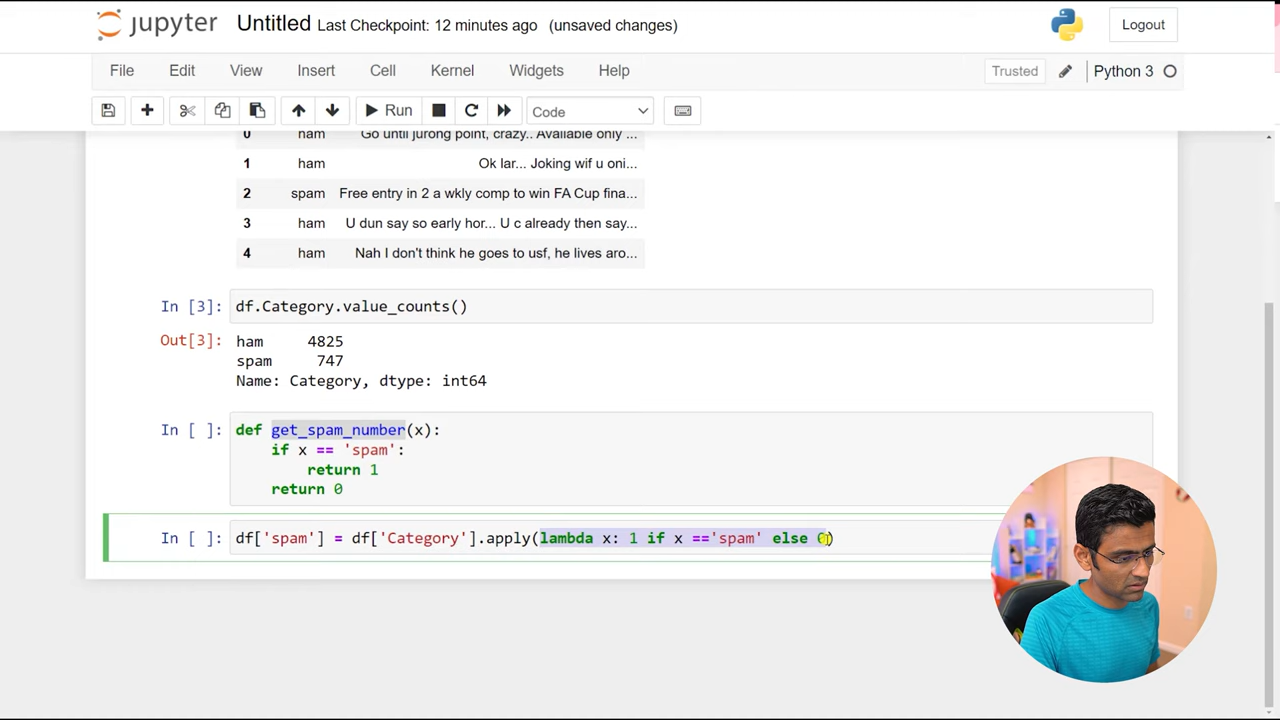 jupyter Untitled Last Checkpoint: 12 minutes ago (unsaved changes) Logout
File Edit View Insert Cell Kernel Widgets Help Trusted Python 3
Run Code
0 ham Go until jurong point, crazy.. Available only ...
1 ham Ok lar... Joking wif u oni...
2 spam Free entry in 2 a wkly comp to win FA Cup fina...
3 ham U dun say so early hor... U c already then say...
4 ham Nah I don't think he goes to usf, he lives aro...
In [3]: df.Category.value_counts()
Out[3]: ham 4825
spam 747
Name: Category, dtype: int64
In [ ]: def get_spam_number(x):
if x == 'spam':
return 1
return 0
In [ ]: df['spam'] = df['Category'].apply(lambda x: 1 if x =='spam' else 0)